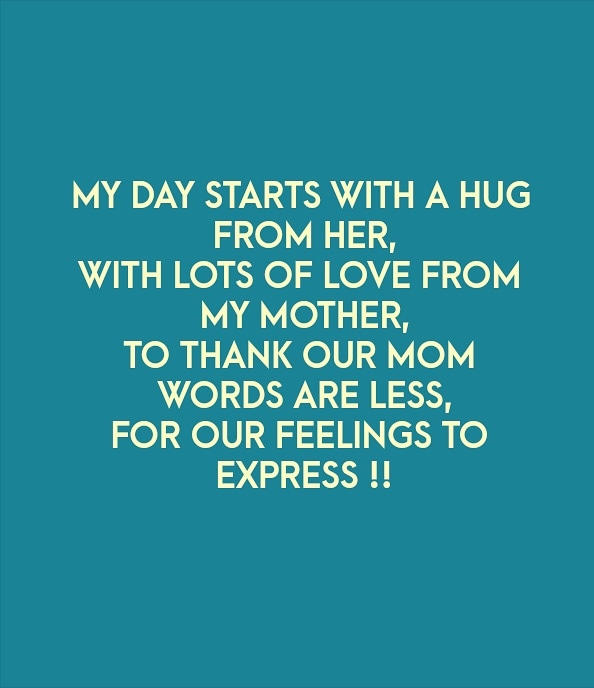 MY DAY STARTS WITH A HUG
FROM HER,
WITH LOTS OF LOVE FROM
MY MOTHER,
TO THANK OUR MOM
WORDS ARE LESS,
FOR OUR FEELINGS TO
EXPRESS !!